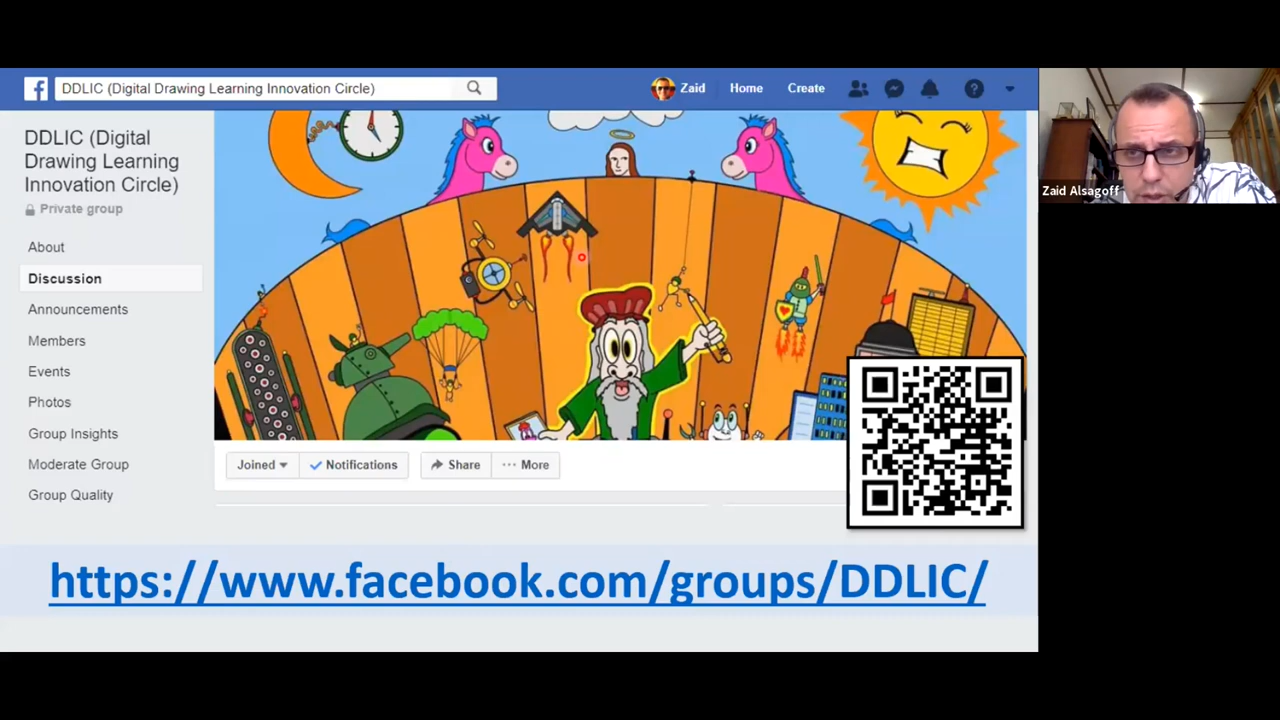 DDLIC (Digital Drawing Learning Innovation Circle)
Zaid
Home
Create
DDLIC (Digital
Drawing Learning
Innovation Circle)
Private group
About
Discussion
Announcements
Members
Events
Photos
Group Insights
Moderate Group
Group Quality
Joined
Notifications
Share
More
https://www.facebook.com/groups/DDLIC/
Zaid Alsagoff